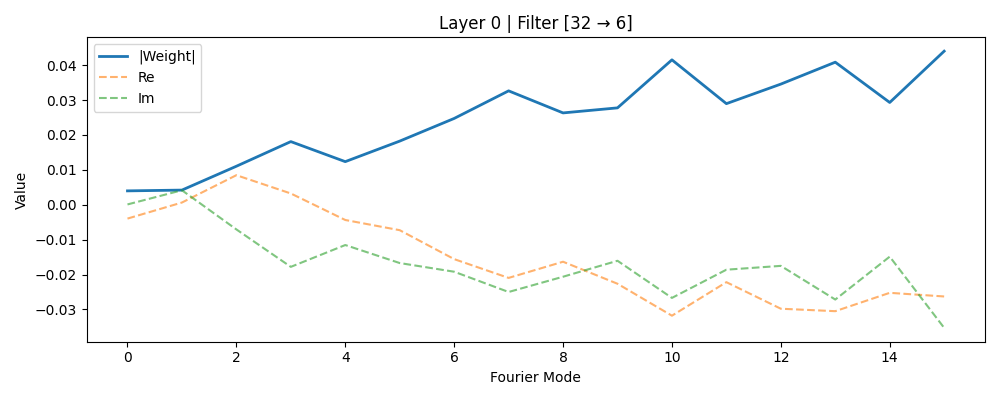 Layer 0 | Filter [32 → 6]
|Weight|
Re
Im
0.04
0.03
0.02
0.01
0.00
−0.01
−0.02
−0.03
Value
0 2 4 6 8 10 12 14
Fourier Mode